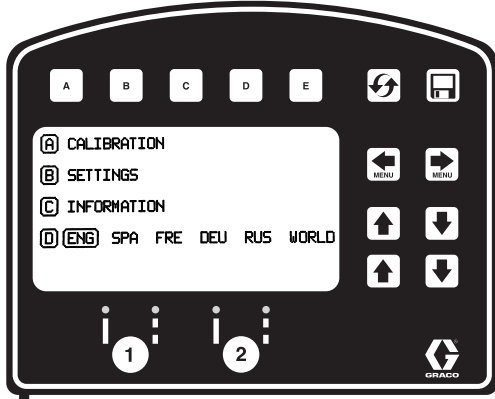 A B C D E
MENU MENU
A CALIBRATION
B SETTINGS
C INFORMATION
D ENG SPA FRE DEU RUS WORLD
1 2
G
GRACO